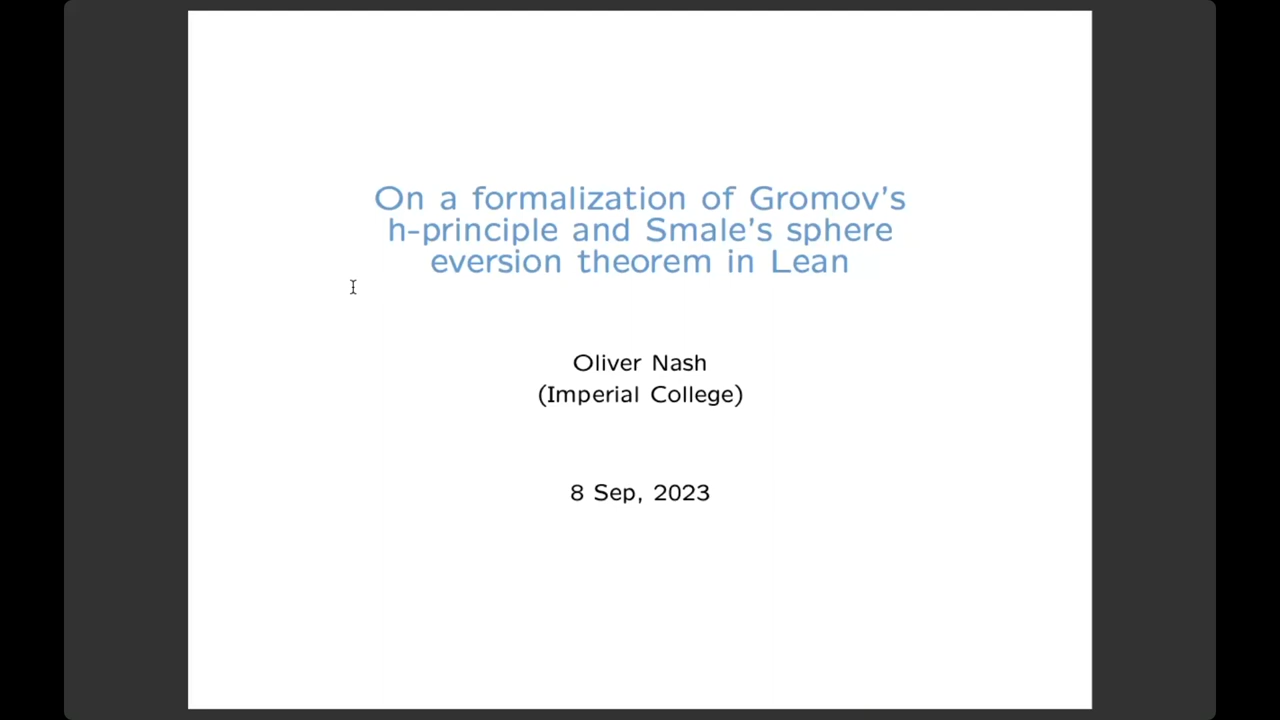 On a formalization of Gromov's
h-principle and Smale's sphere
eversion theorem in Lean
Oliver Nash
(Imperial College)
8 Sep, 2023